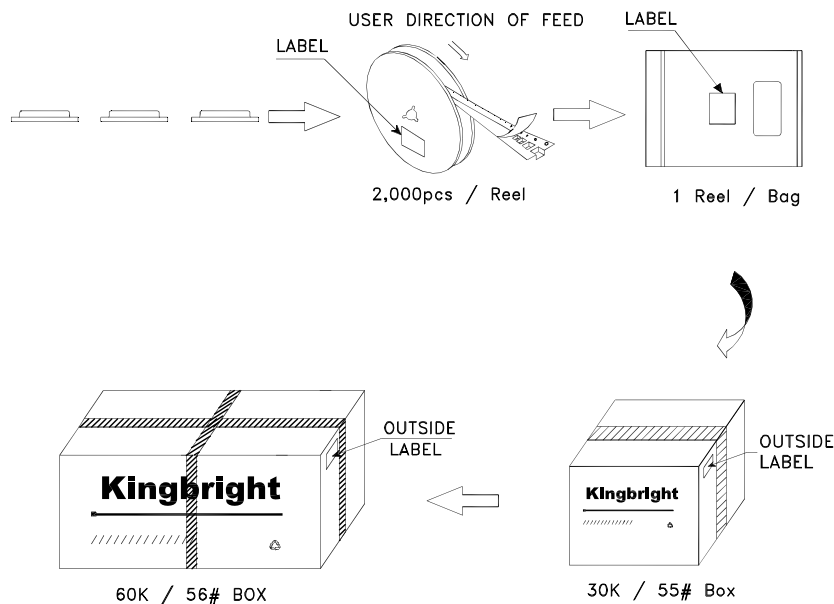 USER DIRECTION OF FEED
LABEL
LABEL
2,000pcs / Reel
1 Reel / Bag
OUTSIDE
LABEL
Kingbright
60K / 56# BOX
OUTSIDE
LABEL
Kingbright
30K / 55# Box